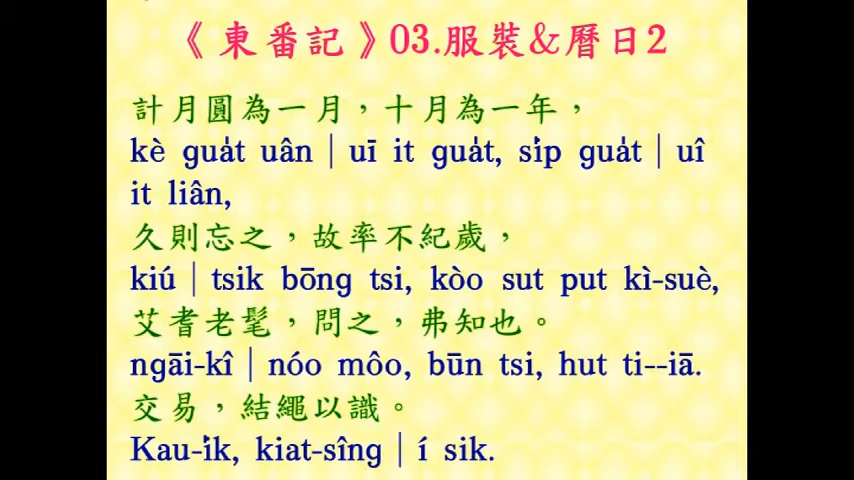 《東番記》03.服裝&曆日2
計月圓為一月，十月為一年，
kè gua̍t uân | uī it gua̍t, si̍p gua̍t | uî
it liân,
久則忘之，故率不紀歲，
kiú | tsik bōng tsi, kòo sut put kì-suè,
艾耆老髦，問之，弗知也。
ngāi-kî | nóo môo, būn tsi, hut ti--iā.
交易，結繩以識。
Kau-i̍k, kiat-sîng | í sik.